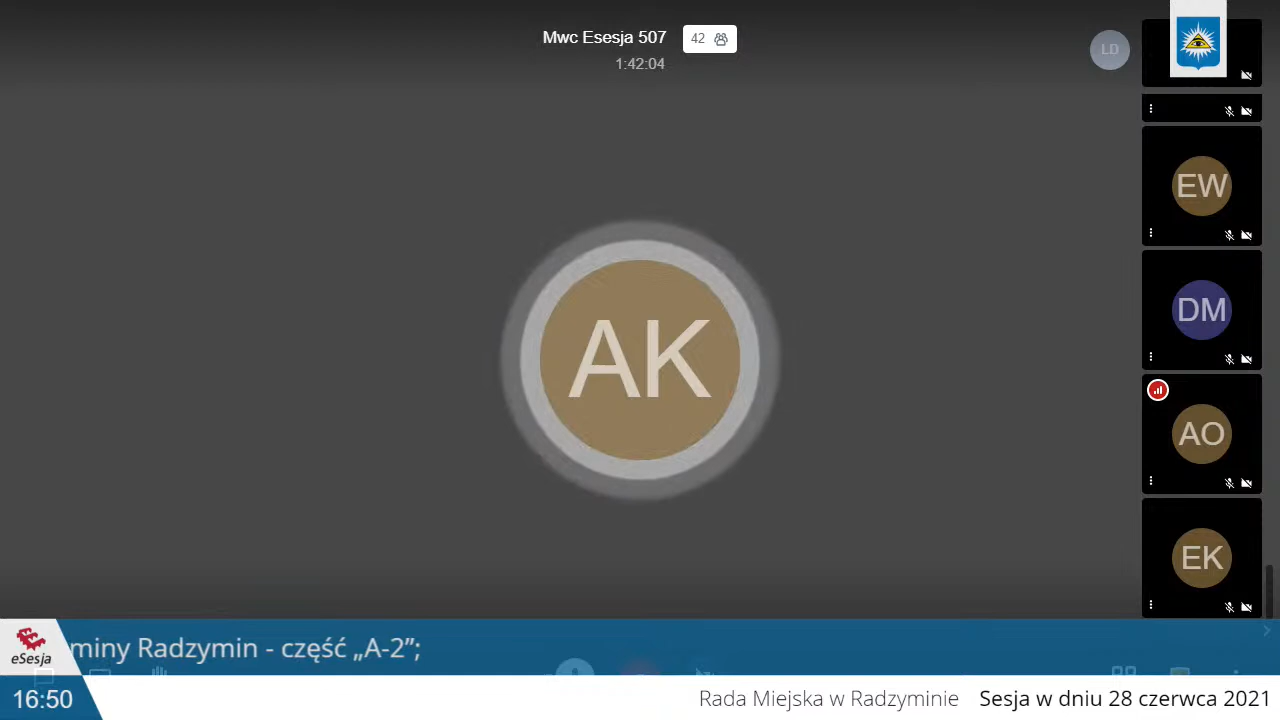 Mwc Esesja 507
42
1:42:04
LD
EW
DM
AK
AO
EK
eSesja
miny Radzymin - część „A-2”;
16:50
Rada Miejska w Radzyminie
Sesja w dniu 28 czerwca 2021